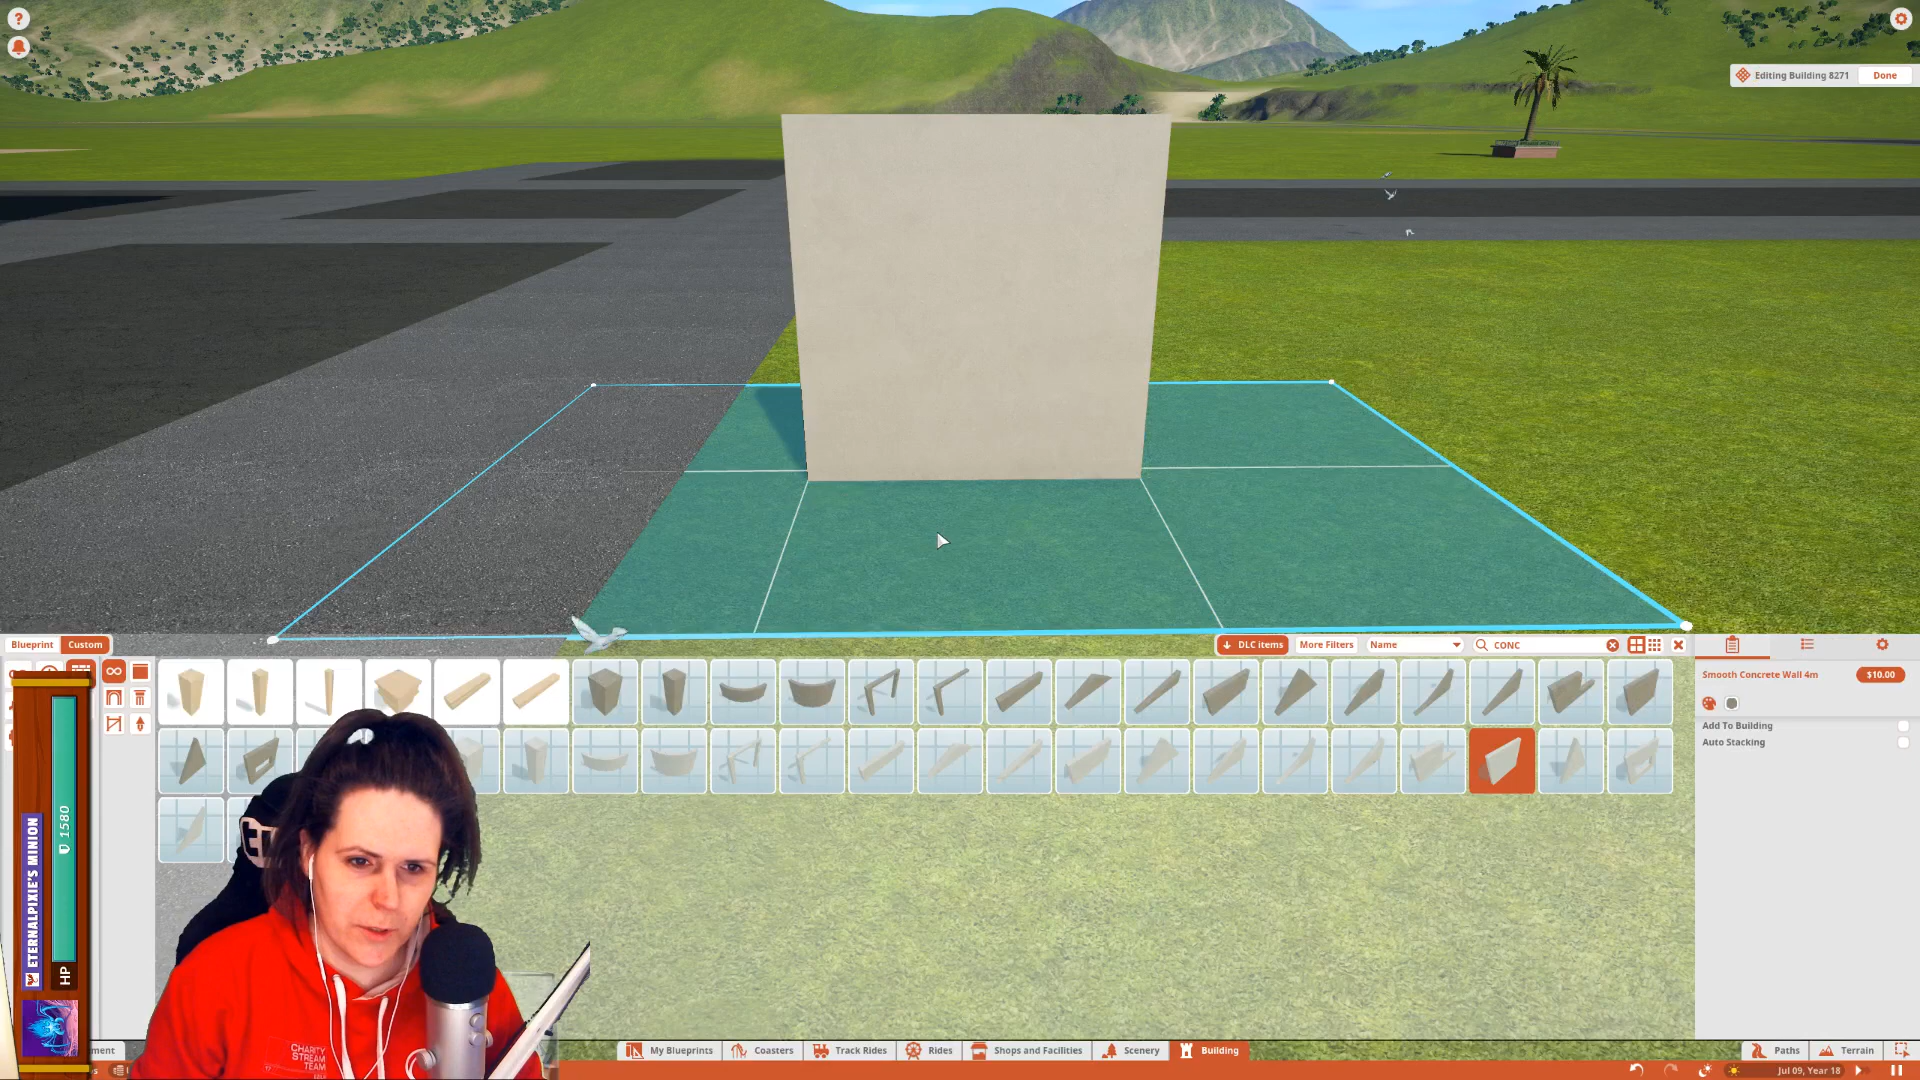 ?
Editing Building 8271
Done
Blueprint
Custom
DLC items
More Filters
Name
CONC
Smooth Concrete Wall 4m
$10.00
Add To Building
Auto Stacking
ETERNALPIXIE'S MINION
1580
HP
CHARITY
STREAM
TEAM
ment
My Blueprints
Coasters
Track Rides
Rides
Shops and Facilities
Scenery
Building
Paths
Terrain
Jul 09, Year 18